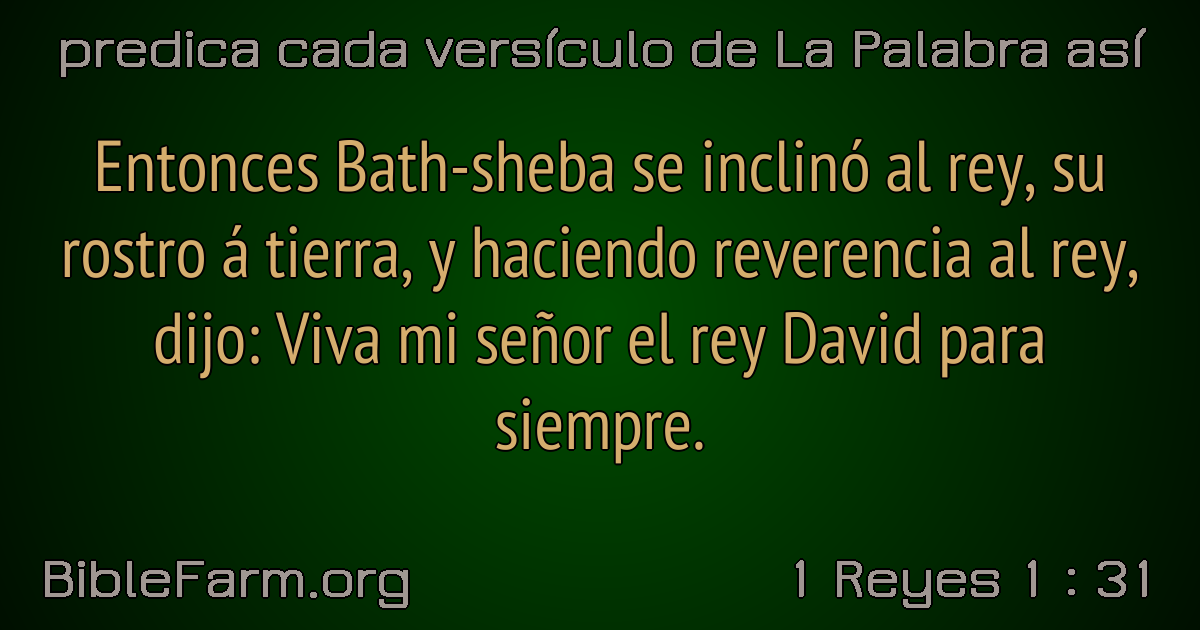 predica cada versículo de La Palabra así
Entonces Bath-sheba se inclinó al rey, su
rostro á tierra, y haciendo reverencia al rey,
dijo: Viva mi señor el rey David para
siempre.
BibleFarm.org
1 Reyes 1 : 31